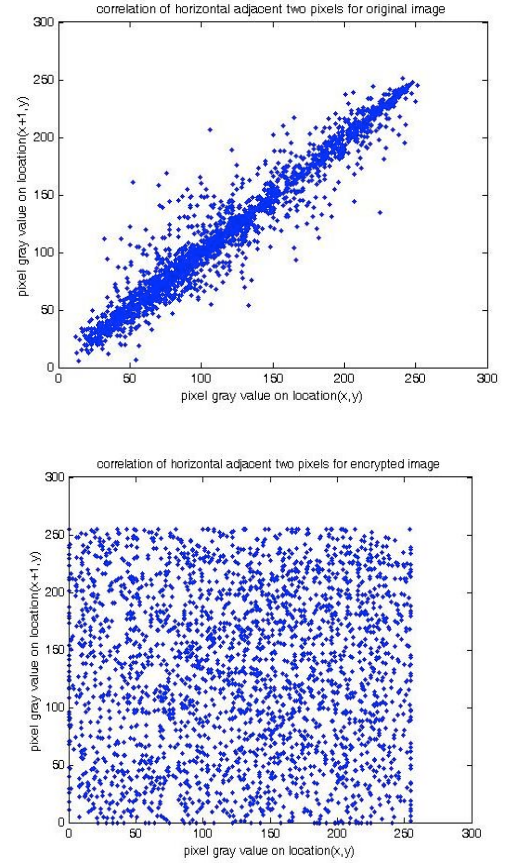 correlation of horizontal adjacent two pixels for original image
300
250
200
150
100
50
0
pixel gray value on location(x+1,y)
0 50 100 150 200 250 300
pixel gray value on location(x,y)
correlation of horizontal adjacent two pixels for encrypted image
300
250
200
150
100
50
0
pixel gray value on location(x+1,y)
0 50 100 150 200 250 300
pixel gray value on location(x,y)